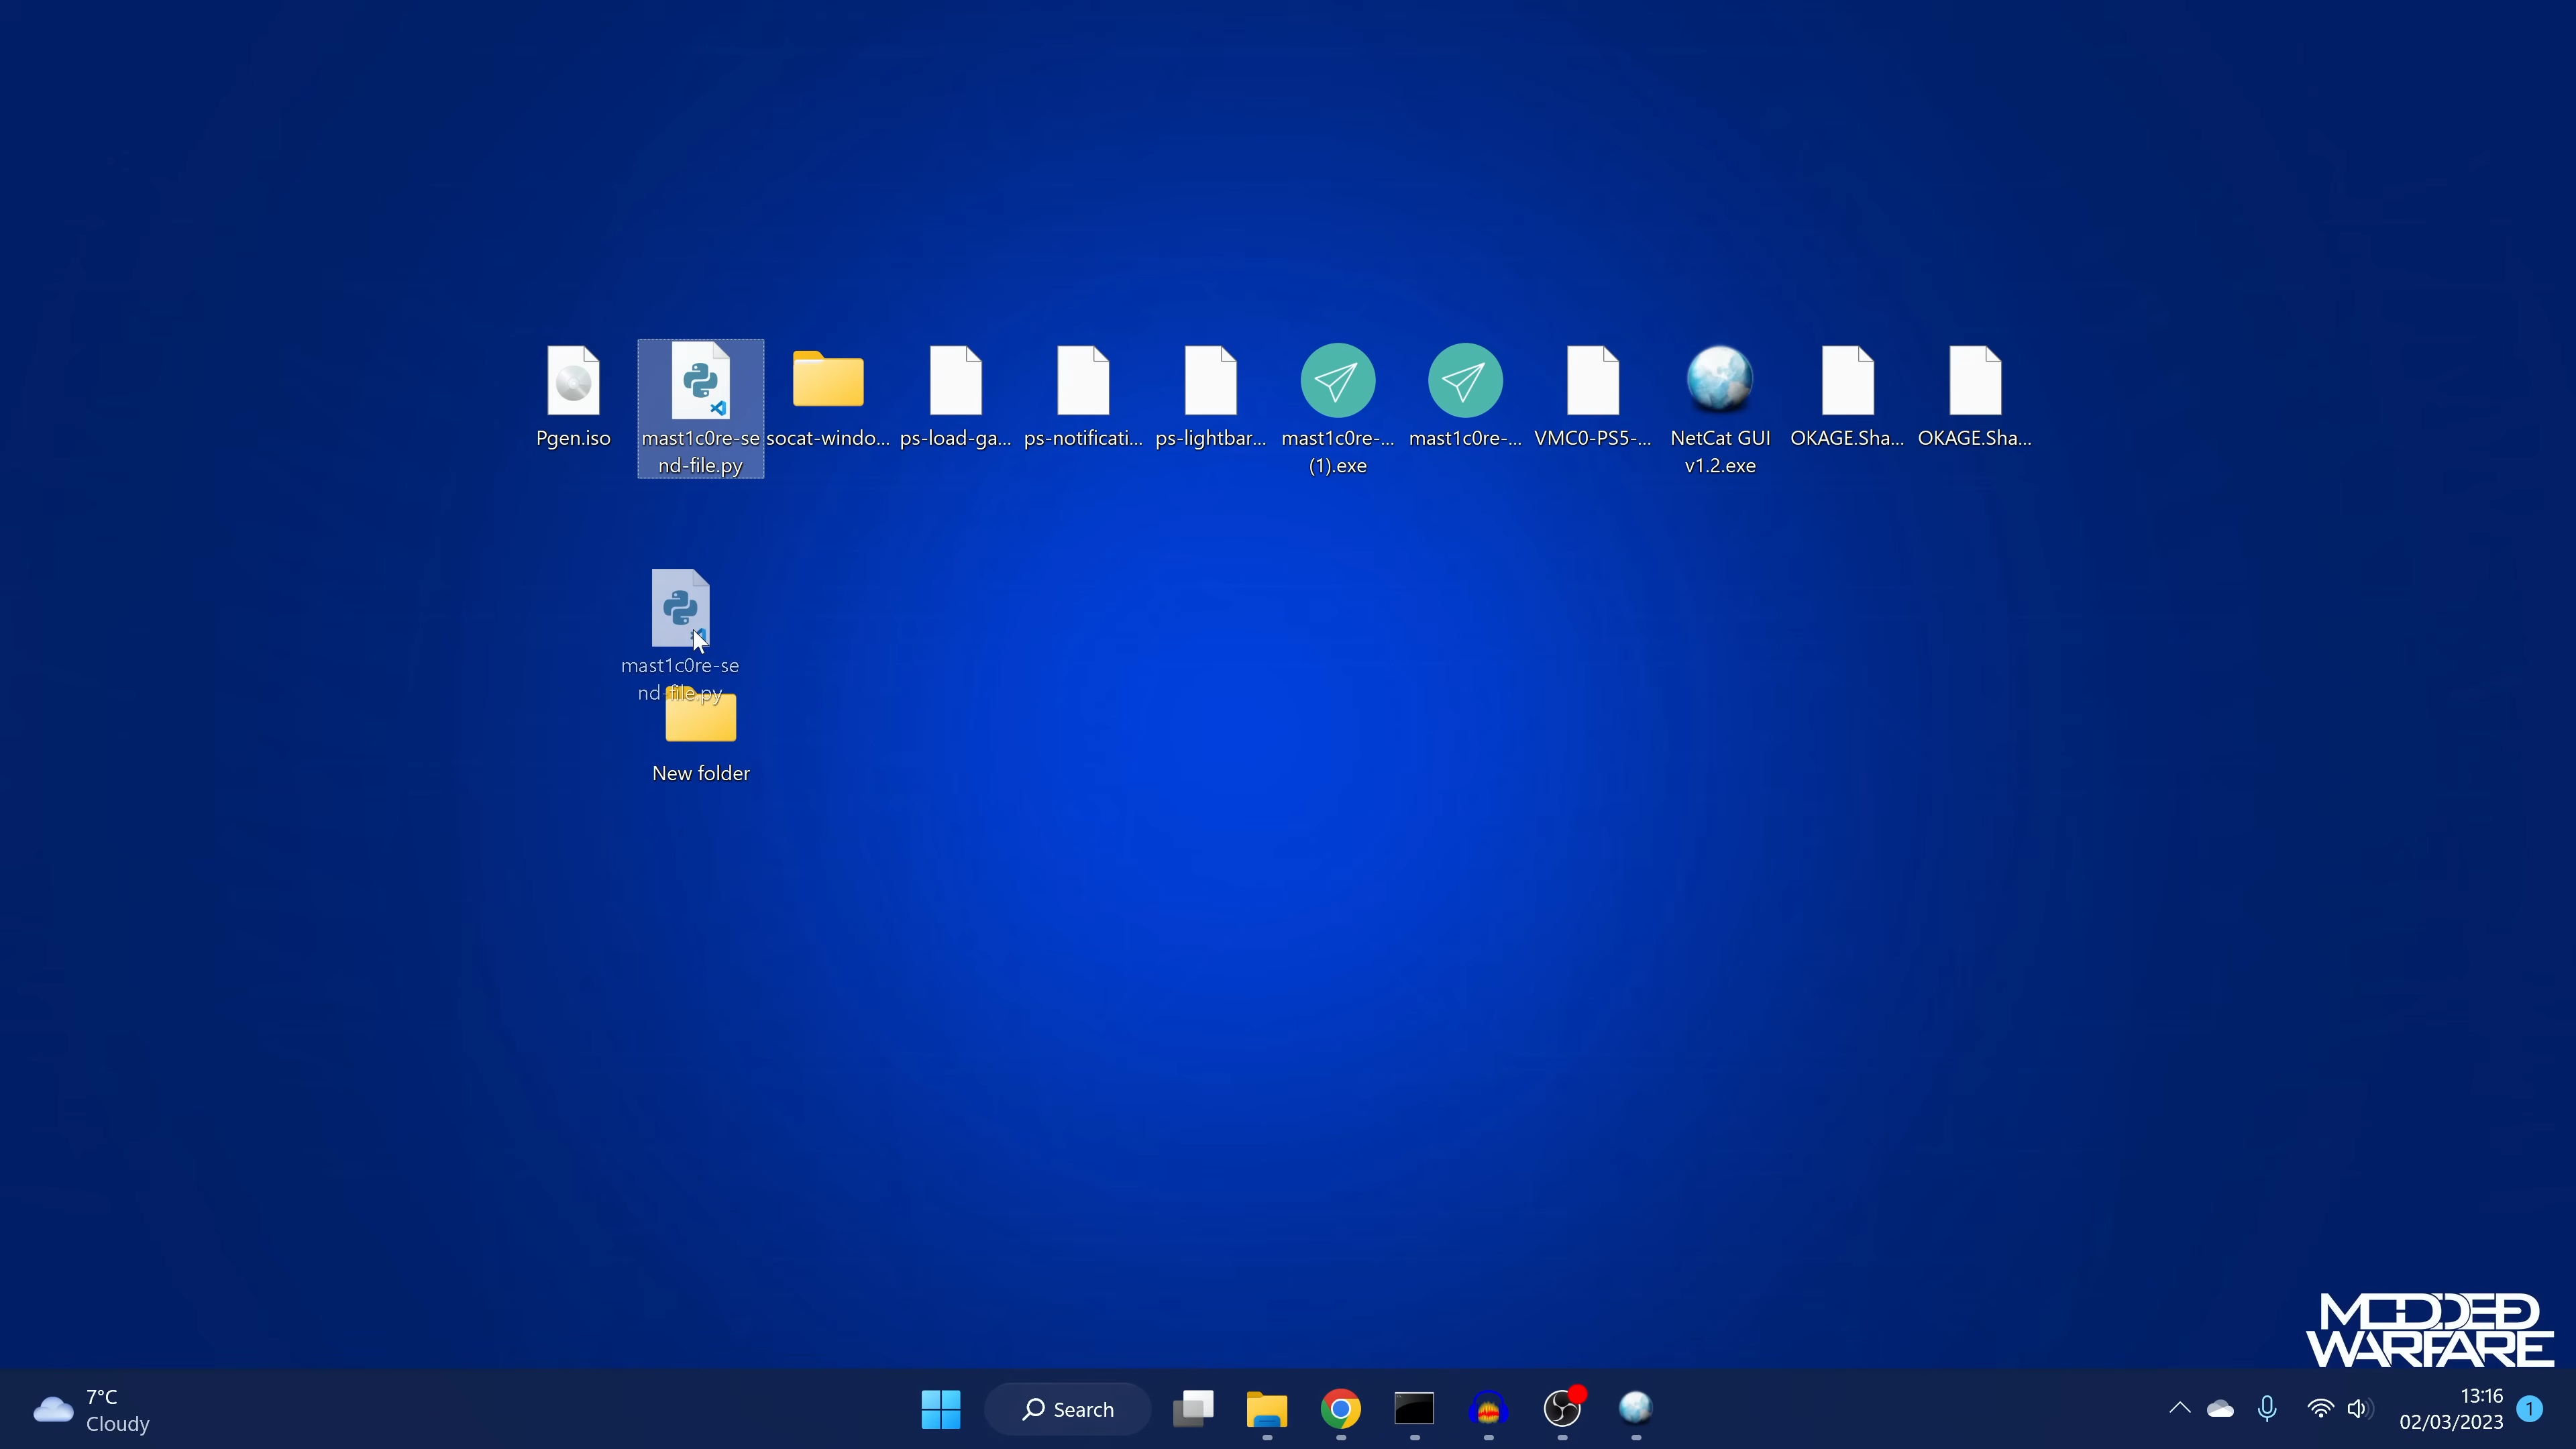 Pgen.iso
mast1c0re-se
nd-file.py
socat-windo...
ps-load-ga...
ps-notificati...
ps-lightbar...
mast1c0re-...
(1).exe
mast1c0re-...
VMC0-PS5-...
NetCat GUI
v1.2.exe
OKAGE.Sha...
OKAGE.Sha...
mast1c0re-se
nd-file.py
New folder
MODDED
WARFARE
7°C
Cloudy
Search
13:16
02/03/2023
1